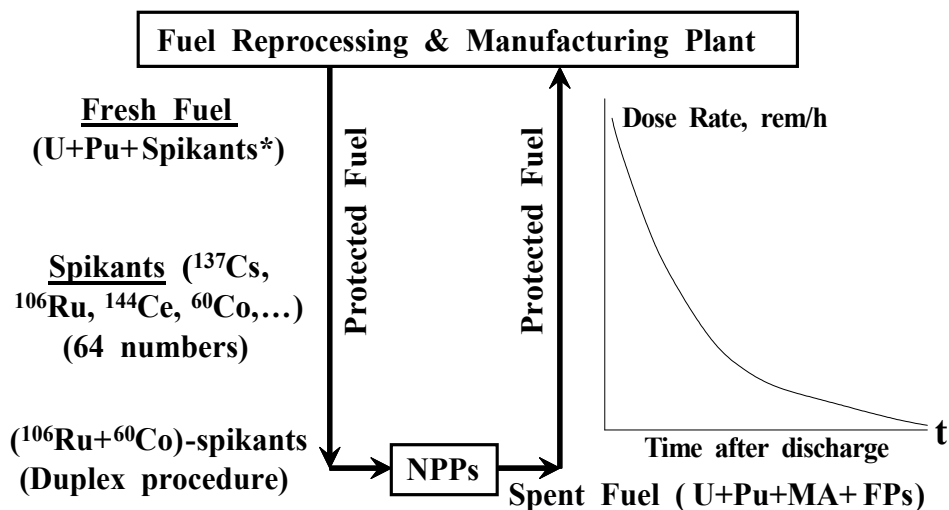 Fuel Reprocessing & Manufacturing Plant
Fresh Fuel
(U+Pu+Spikants*)
Spikants (¹³⁷Cs,
¹⁰⁶Ru, ¹⁴⁴Ce, ⁶⁰Co,…)
(64 numbers)
(¹⁰⁶Ru+⁶⁰Co)-spikants
(Duplex procedure)
Protected Fuel
NPPs
Protected Fuel
Dose Rate, rem/h
t
Time after discharge
Spent Fuel ( U+Pu+MA+ FPs)